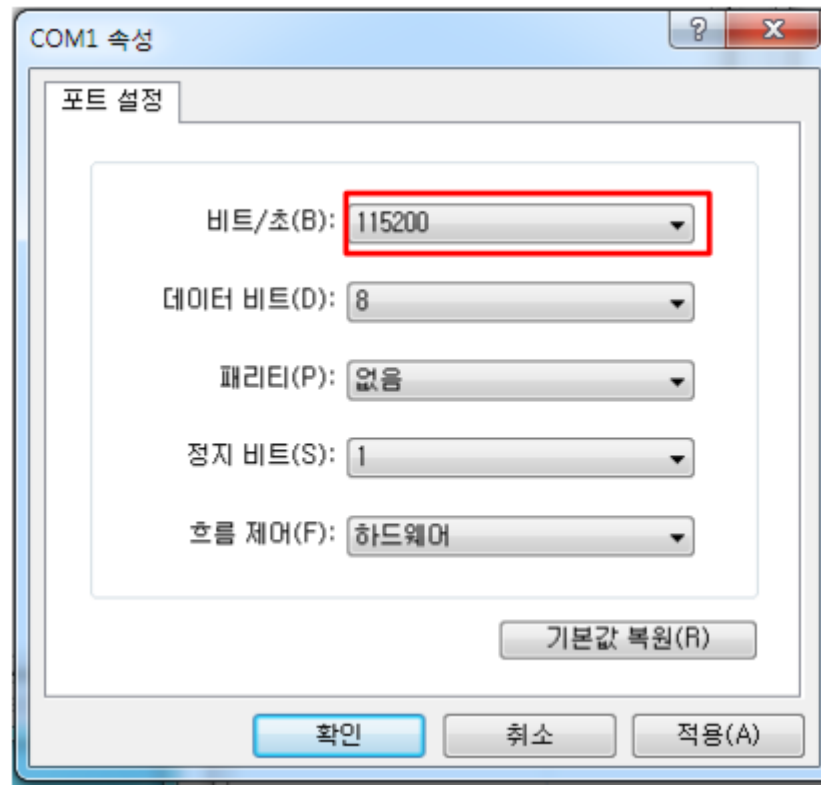 COM1 속성
포트 설정
비트/초(B): 115200
데이터 비트(D): 8
패리티(P): 없음
정지 비트(S): 1
흐름 제어(F): 하드웨어
기본값 복원(R)
확인 취소 적용(A)